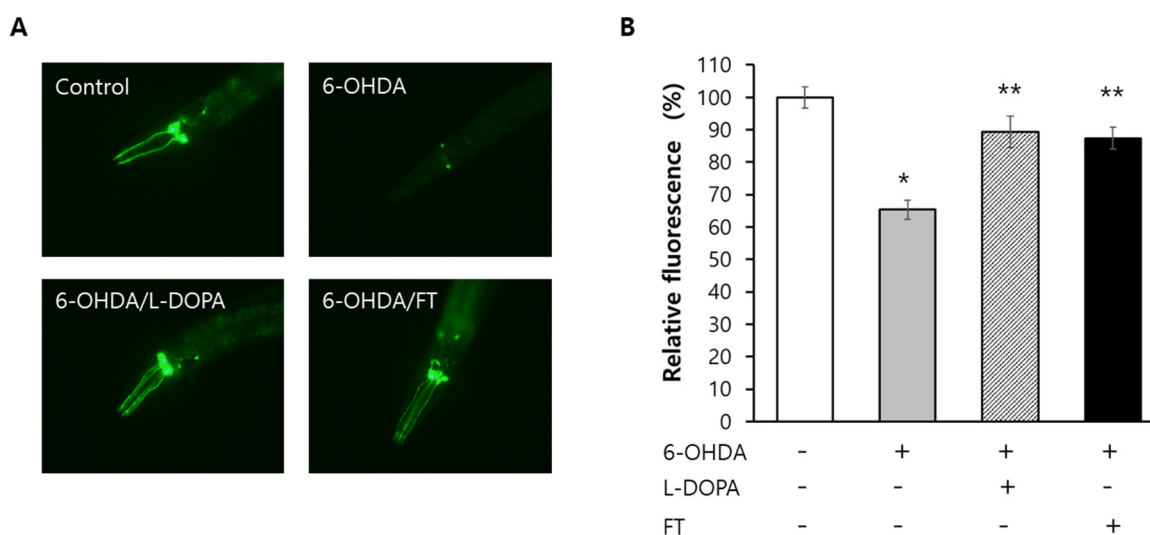 A
Control
6-OHDA
6-OHDA/L-DOPA
6-OHDA/FT
B
Relative fluorescence (%)
110
100
90
80
70
60
50
40
30
20
10
0
*
**
**
6-OHDA - + + +
L-DOPA - - + -
FT - - - +